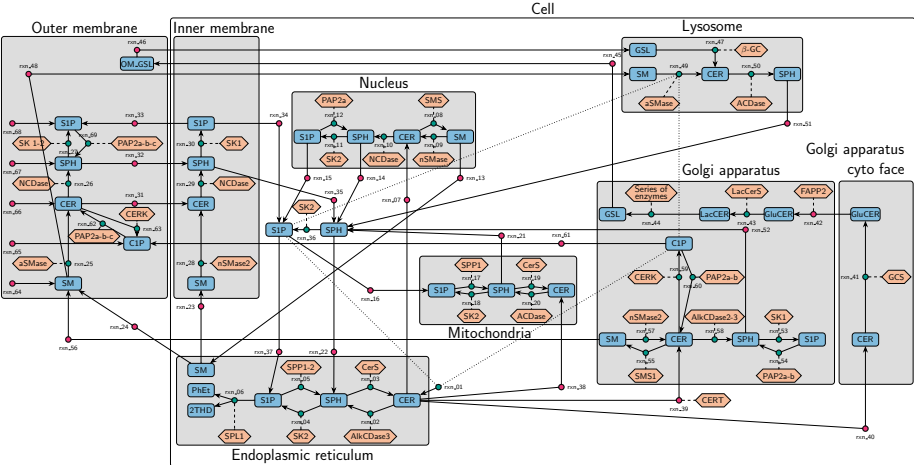 Cell
Outer membrane
Inner membrane
Lysosome
rxn_46
rxn_45
rxn_48
OM_GSL
GSL
rxn_47
β-GC
SM
rxn_49
CER
rxn_50
SPH
aSMase
ACDase
rxn_51
rxn_33
rxn_68
S1P
rxn_69
SK 1-2
rxn_27
PAP2a-b-c
SPH
rxn_32
rxn_67
NCDase
rxn_26
CER
rxn_31
rxn_66
CERK
rxn_62
rxn_63
PAP2a-b-c
C1P
rxn_65
aSMase
rxn_25
SM
rxn_64
rxn_24
rxn_56
S1P
rxn_34
rxn_30
SK1
SPH
rxn_29
NCDase
CER
rxn_28
nSMase2
SM
rxn_23
Nucleus
PAP2a
SMS
rxn_12
rxn_08
S1P
SPH
CER
SM
rxn_11
rxn_10
rxn_09
SK2
NCDase
nSMase
rxn_15
rxn_14
rxn_13
rxn_35
rxn_07
SK2
S1P
rxn_36
SPH
rxn_21
rxn_61
SPP1
CerS
rxn_17
rxn_19
S1P
SPH
CER
rxn_18
rxn_20
SK2
ACDase
Mitochondria
rxn_16
rxn_37
rxn_22
rxn_38
rxn_01
SM
PhEt
2THD
rxn_06
SPL1
SPP1-2
rxn_05
S1P
rxn_04
SK2
SPH
CerS
rxn_03
CER
rxn_02
AlkCDase3
Endoplasmic reticulum
Golgi apparatus
Golgi apparatus
cyto face
Series of
enzymes
LacCerS
FAPP2
GSL
LacCER
GluCER
GluCER
rxn_44
rxn_43
rxn_42
rxn_52
C1P
CERK
rxn_59
PAP2a-b
rxn_60
rxn_41
GCS
nSMase2
AlkCDase2-3
SK1
rxn_57
rxn_58
rxn_53
SM
CER
SPH
S1P
CER
rxn_55
rxn_54
SMS1
PAP2a-b
rxn_39
CERT
rxn_40